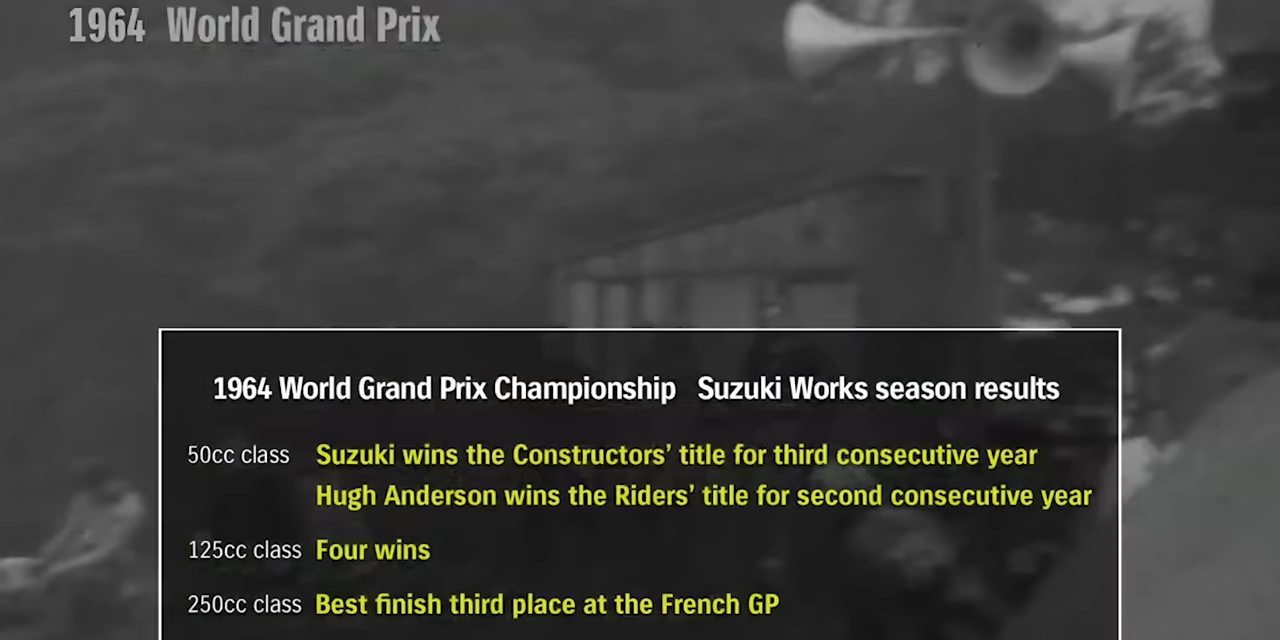 1964 World Grand Prix
1964 World Grand Prix Championship Suzuki Works season results
50cc class Suzuki wins the Constructors’ title for third consecutive year
Hugh Anderson wins the Riders’ title for second consecutive year
125cc class Four wins
250cc class Best finish third place at the French GP